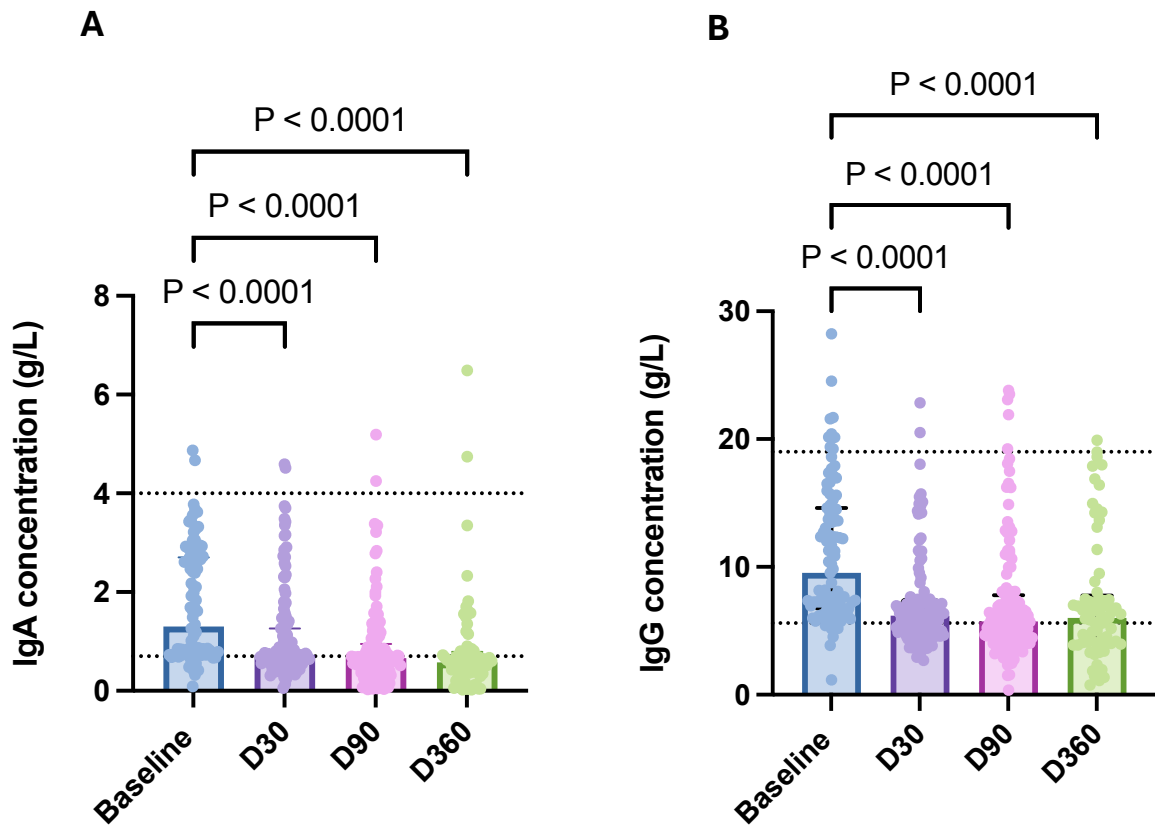 A
P < 0.0001
P < 0.0001
P < 0.0001
IgA concentration (g/L)
8
6
4
2
0
Baseline
D30
D90
D360
B
P < 0.0001
P < 0.0001
P < 0.0001
IgG concentration (g/L)
30
20
10
0
Baseline
D30
D90
D360